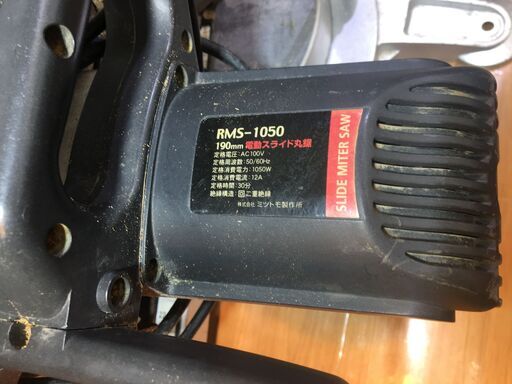 RMS-1050
190mm 電動スライド丸鋸
定格電圧：AC100V
定格周波数：50/60Hz
定格消費電力：1050W
定格消費電流：12A
定格時間：30分
絶縁構造：回二重絶縁
株式会社 ミツトモ製作所
SLIDE MITER SAW